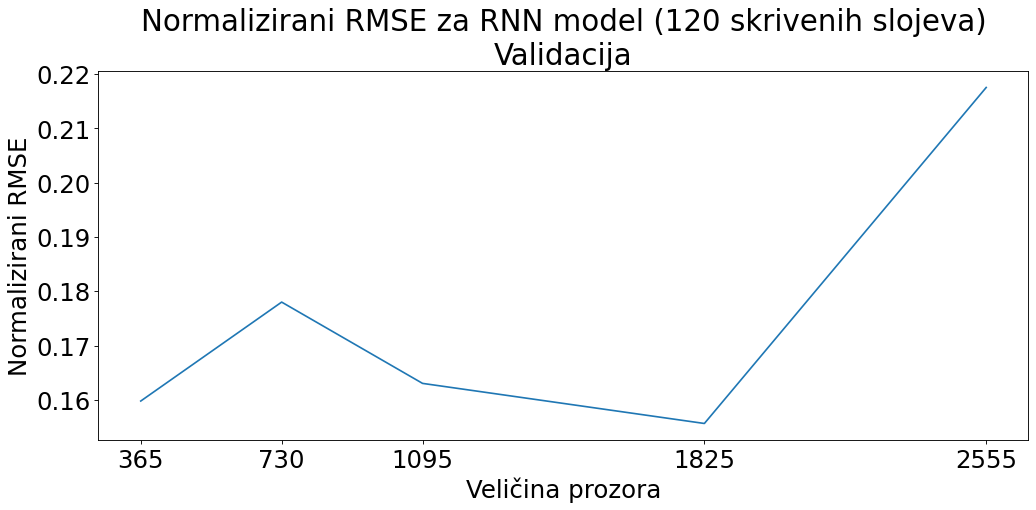 Normalizirani RMSE za RNN model (120 skrivenih slojeva)
Validacija
Normalizirani RMSE
0.22
0.21
0.20
0.19
0.18
0.17
0.16
365 730 1095 1825 2555
Veličina prozora